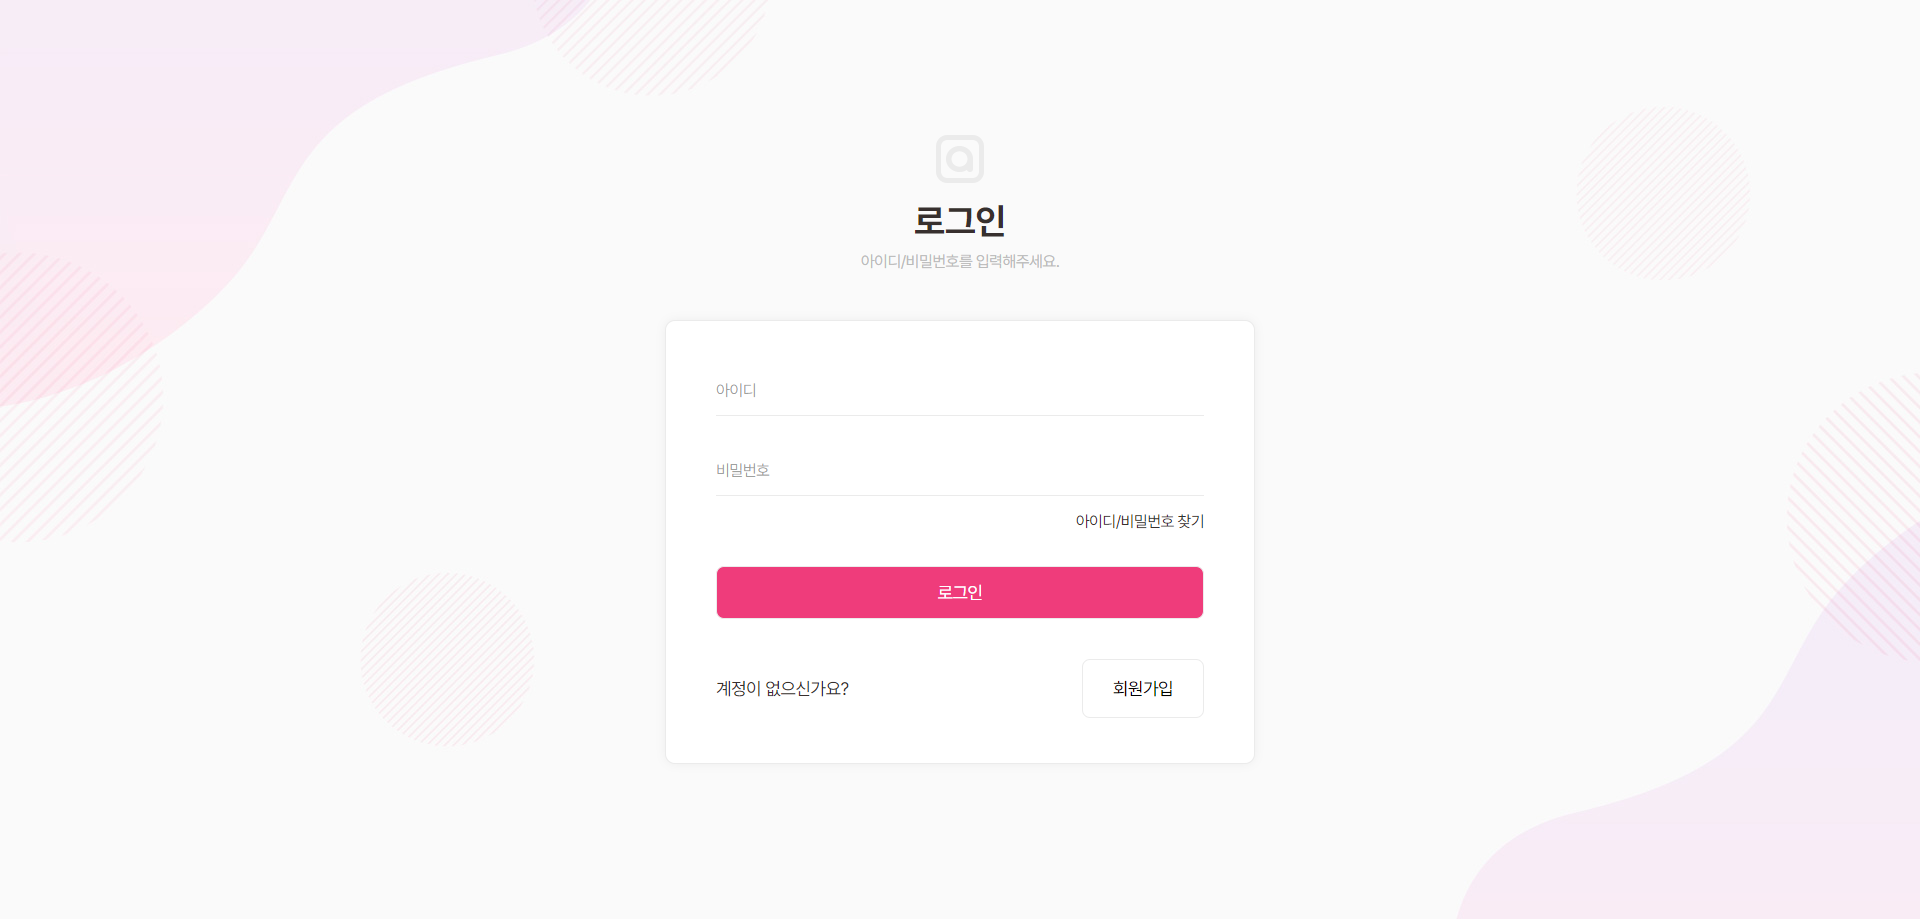 로그인
아이디/비밀번호를 입력해주세요.
아이디
비밀번호
아이디/비밀번호 찾기
로그인
계정이 없으신가요?
회원가입